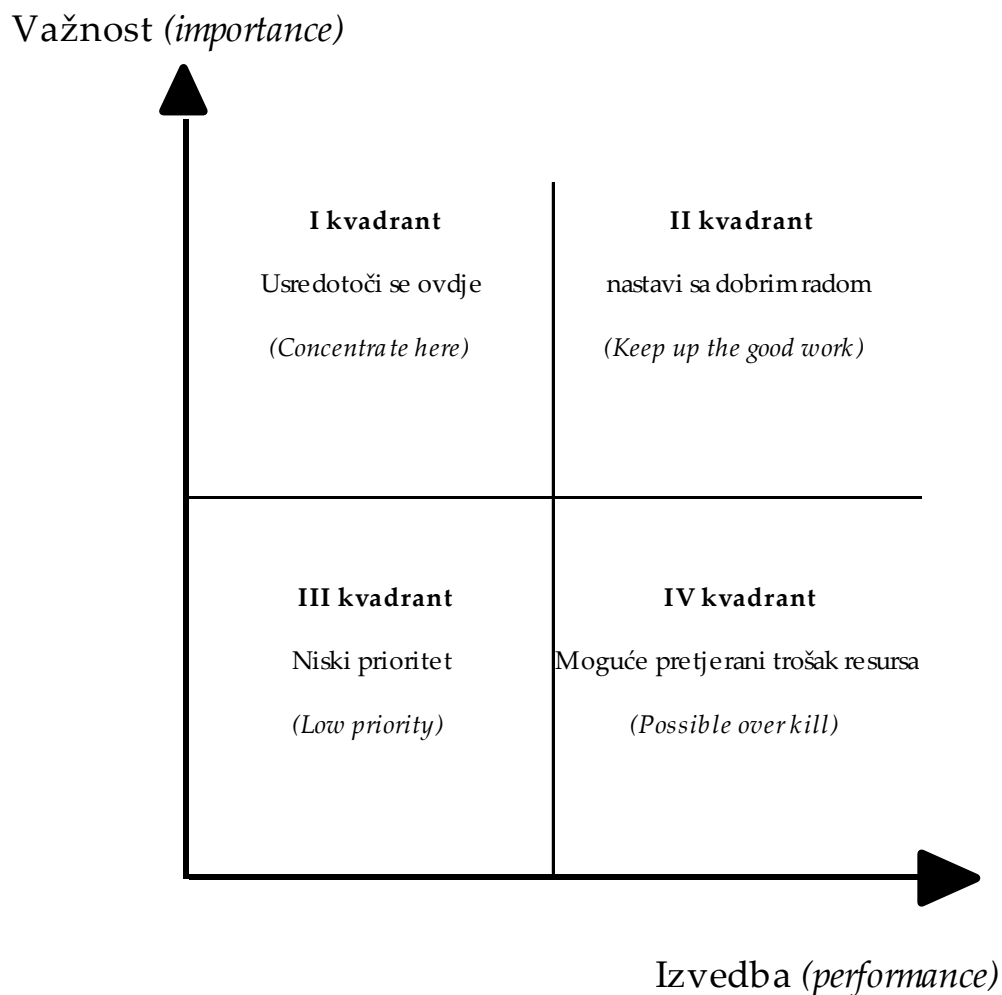 Važnost (importance)
I kvadrant
Usredotoči se ovdje
(Concentrate here)
II kvadrant
nastavi sa dobrim radom
(Keep up the good work)
III kvadrant
Niski prioritet
(Low priority)
IV kvadrant
Moguće pretjerani trošak resursa
(Possible over kill)
Izvedba (performance)